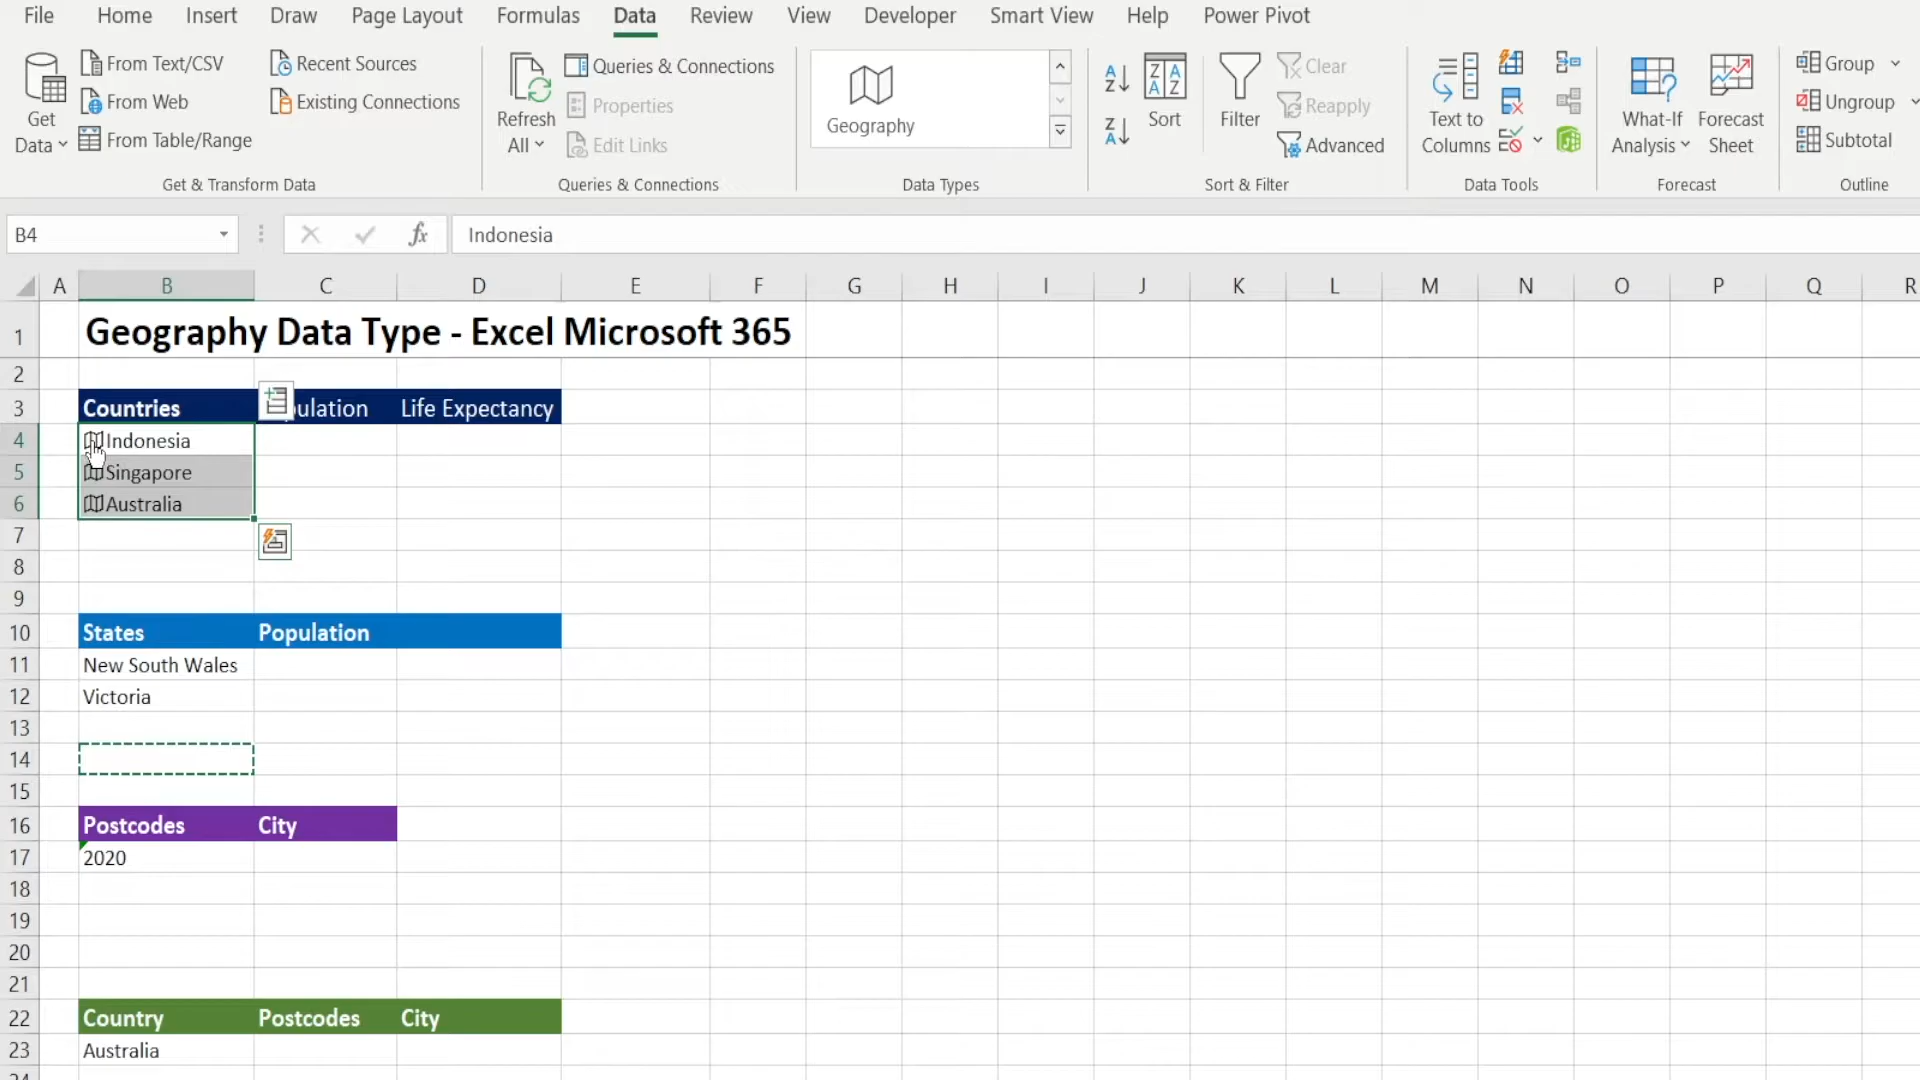 File Home Insert Draw Page Layout Formulas Data Review View Developer Smart View Help Power Pivot
Get Data
From Text/CSV
From Web
From Table/Range
Recent Sources
Existing Connections
Get & Transform Data
Refresh All
Queries & Connections
Properties
Edit Links
Queries & Connections
Geography
Data Types
Sort
Filter
Clear
Reapply
Advanced
Sort & Filter
Text to Columns
Data Tools
What-If Analysis
Forecast Sheet
Forecast
Group
Ungroup
Subtotal
Outline
B4 fx Indonesia
A B C D E F G H I J K L M N O P Q R
1 Geography Data Type - Excel Microsoft 365
2
3 Countries ulation Life Expectancy
4 Indonesia
5 Singapore
6 Australia
7
8
9
10 States Population
11 New South Wales
12 Victoria
13
14
15
16 Postcodes City
17 2020
18
19
20
21
22 Country Postcodes City
23 Australia